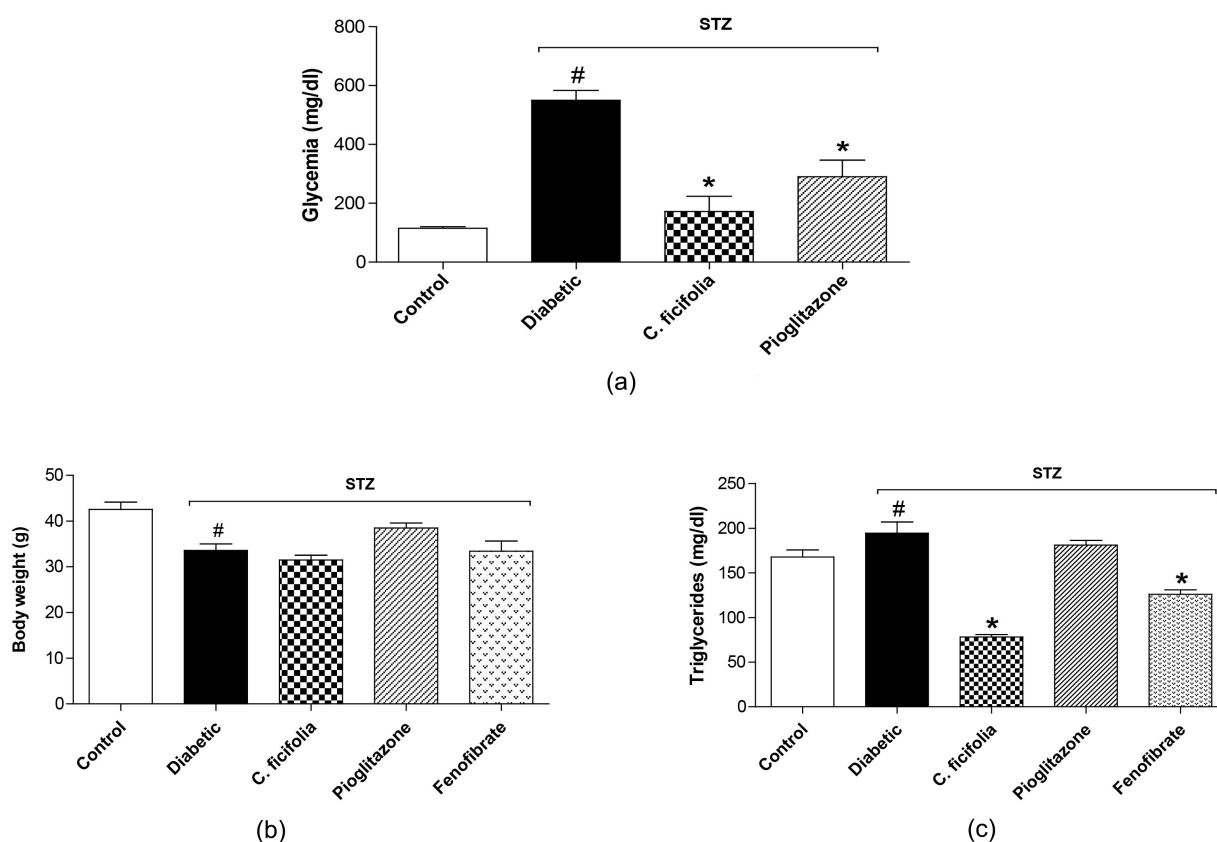 STZ
Glycemia (mg/dl)
800
600
400
200
0
#
*
*
Control
Diabetic
C. ficifolia
Pioglitazone
(a)
STZ
Body weight (g)
50
40
30
20
10
0
#
Control
Diabetic
C. ficifolia
Pioglitazone
Fenofibrate
(b)
STZ
Triglycerides (mg/dl)
250
200
150
100
50
0
#
*
*
Control
Diabetic
C. ficifolia
Pioglitazone
Fenofibrate
(c)